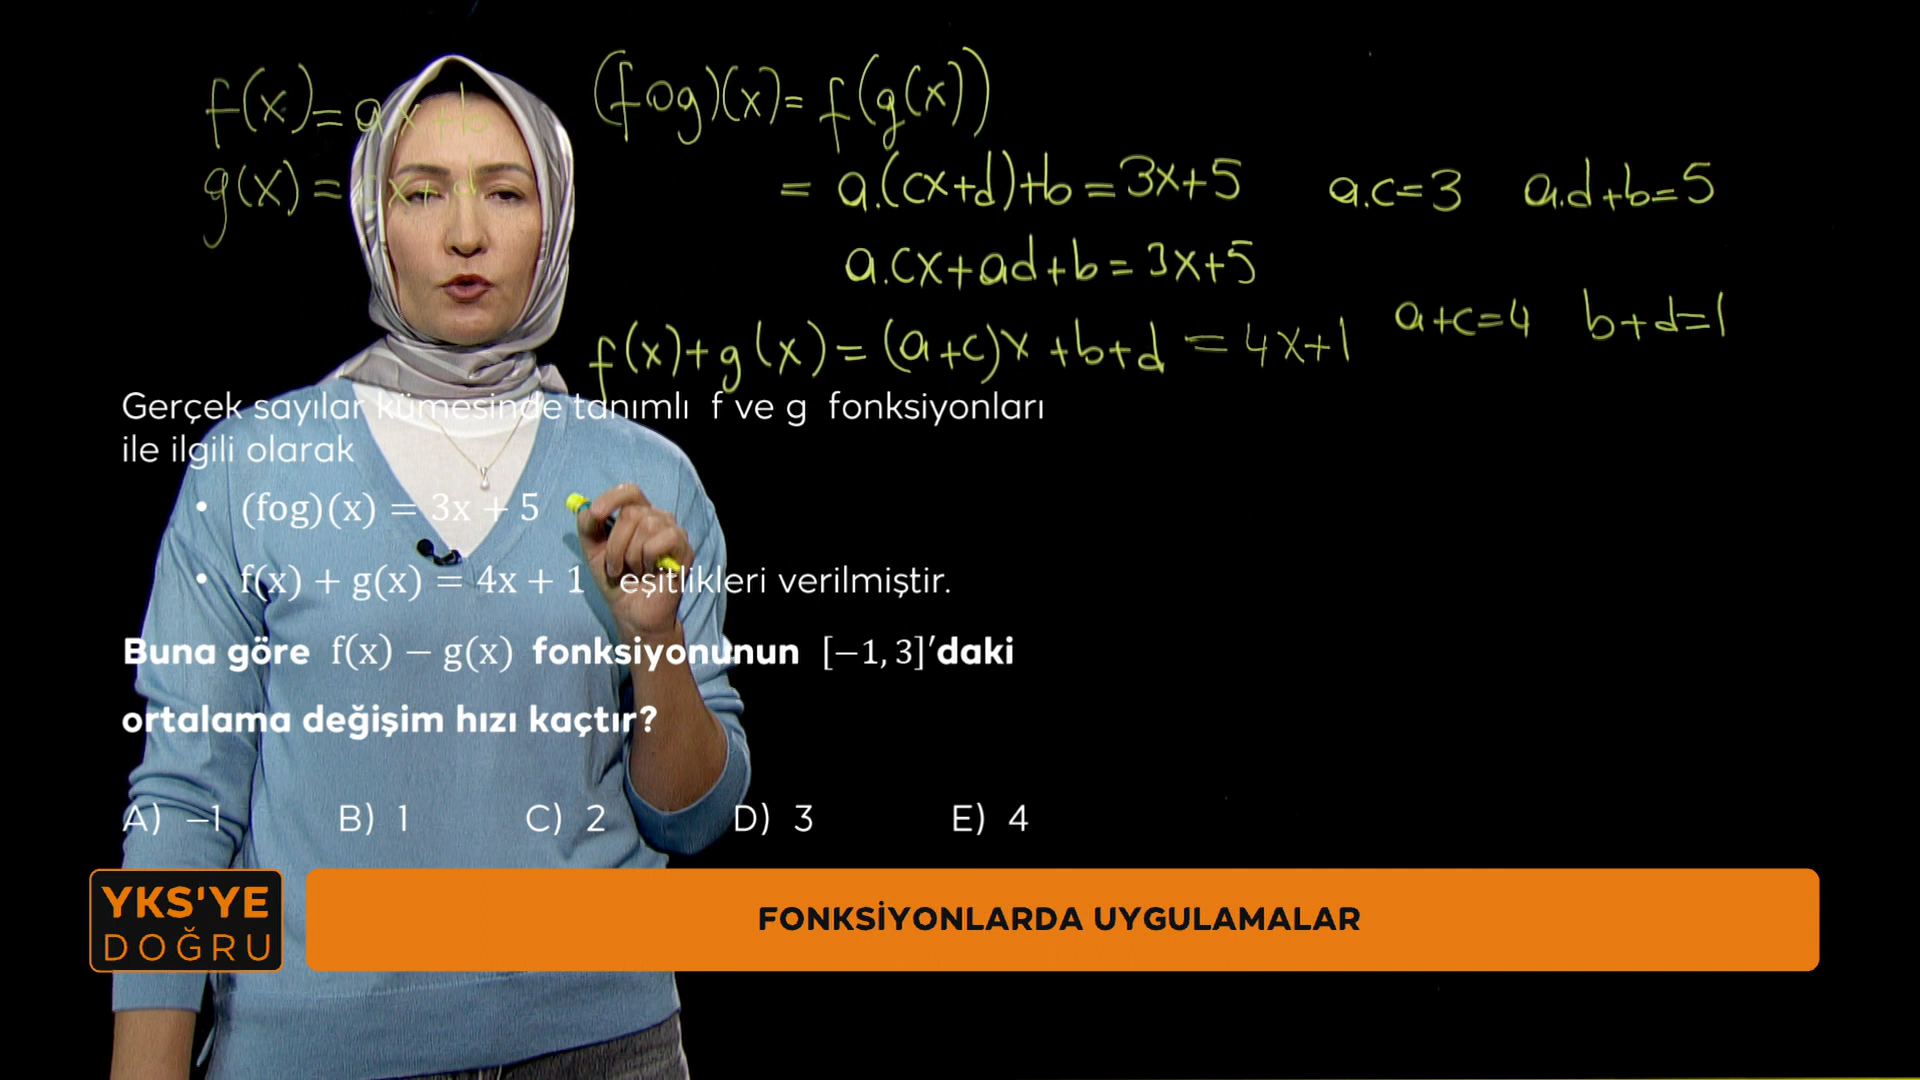 f(x)=ax+b
g(x)=cx+d
(fog)(x)=f(g(x))
=a.(cx+d)+b=3x+5
a.c=3 a.d+b=5
a.cx+ad+b=3x+5
f(x)+g(x)=(a+c)x+b+d=4x+1
a+c=4 b+d=1
Gerçek sayılar kümesinde tanımlı f ve g fonksiyonları
ile ilgili olarak
• (fog)(x) = 3x + 5
• f(x) + g(x) = 4x + 1 eşitlikleri verilmiştir.
Buna göre f(x) − g(x) fonksiyonunun [−1, 3]′daki
ortalama değişim hızı kaçtır?
A) −1 B) 1 C) 2 D) 3 E) 4
YKS'YE
DOĞRU
FONKSİYONLARDA UYGULAMALAR